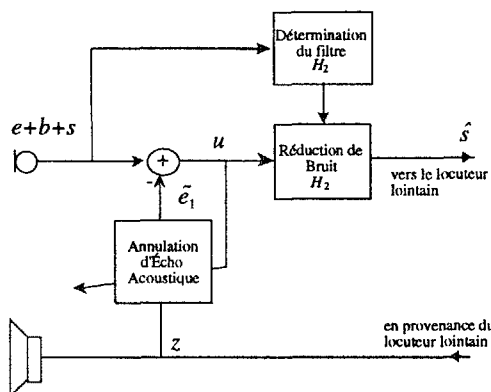 Détermination
du filtre
H₂
e+b+s
+
u
ŝ
-
ẽ₁
Réduction de
Bruit
H₂
vers le locuteur
lointain
Annulation
d'Écho
Acoustique
z
en provenance du
locuteur lointain